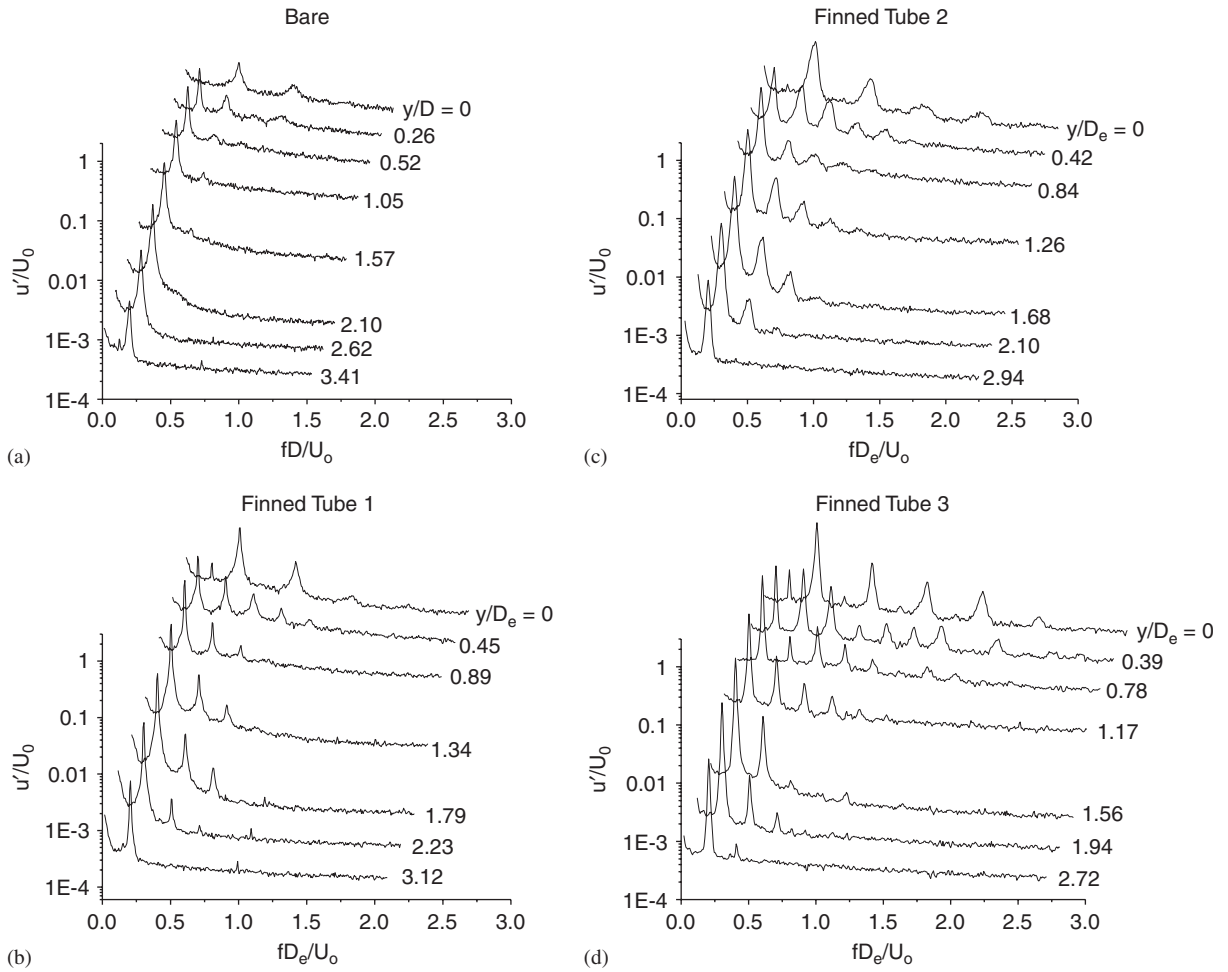 Bare
1
0.1
0.01
1E-3
1E-4
u'/U₀
0.0 0.5 1.0 1.5 2.0 2.5 3.0
fD/Uₒ
y/D = 0
0.26
0.52
1.05
1.57
2.10
2.62
3.41
(a)
Finned Tube 2
1
0.1
0.01
1E-3
1E-4
u'/U₀
0.0 0.5 1.0 1.5 2.0 2.5 3.0
fDₑ/Uₒ
y/Dₑ = 0
0.42
0.84
1.26
1.68
2.10
2.94
(c)
Finned Tube 1
1
0.1
0.01
1E-3
1E-4
u'/U₀
0.0 0.5 1.0 1.5 2.0 2.5 3.0
fDₑ/Uₒ
y/Dₑ = 0
0.45
0.89
1.34
1.79
2.23
3.12
(b)
Finned Tube 3
1
0.1
0.01
1E-3
1E-4
u'/U₀
0.0 0.5 1.0 1.5 2.0 2.5 3.0
fDₑ/Uₒ
y/Dₑ = 0
0.39
0.78
1.17
1.56
1.94
2.72
(d)